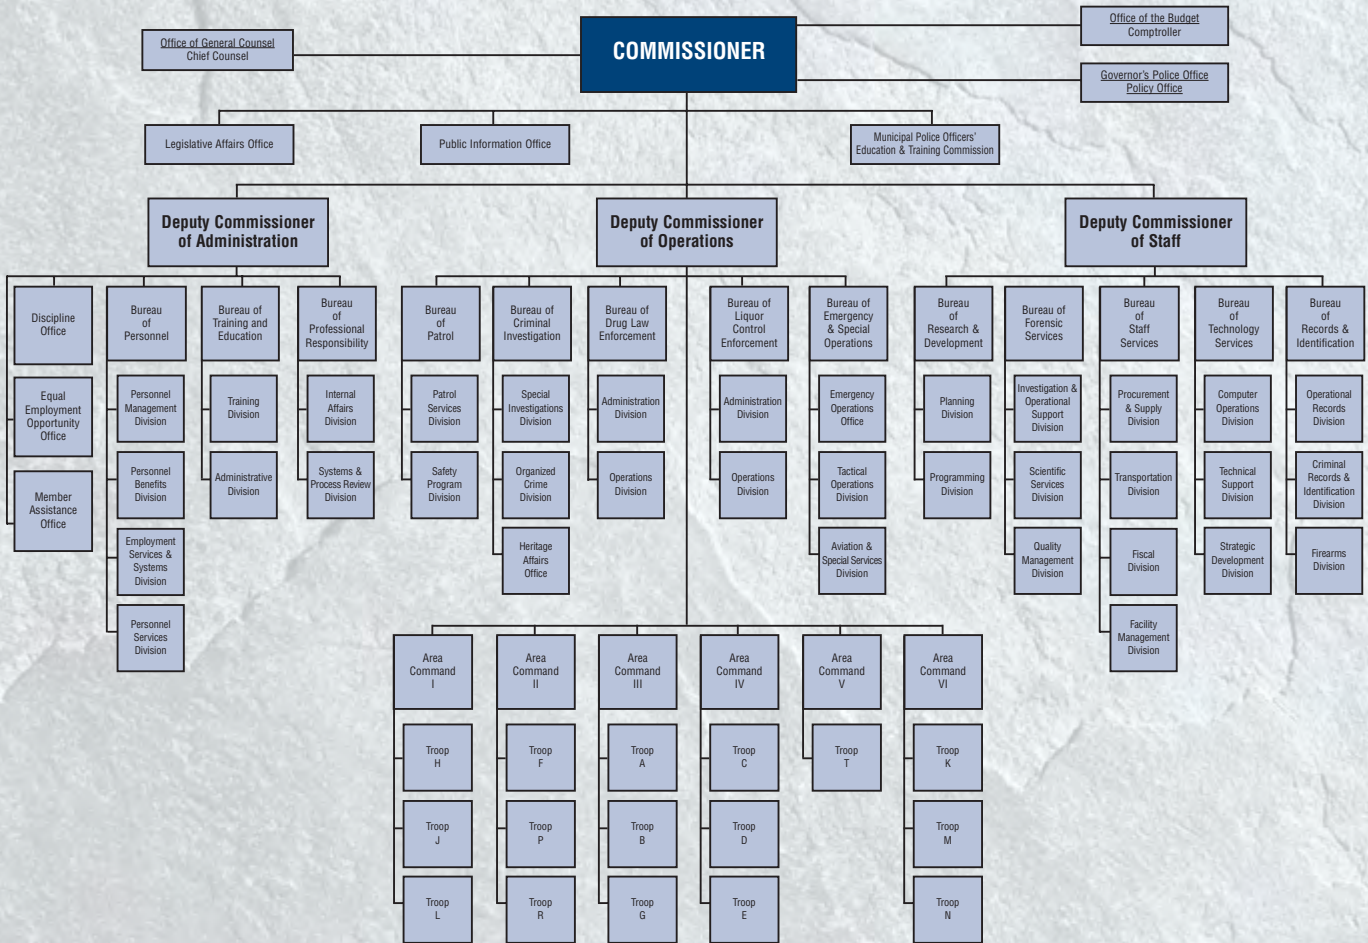 Office of General Counsel
Chief Counsel
COMMISSIONER
Office of the Budget
Comptroller
Governor's Police Office
Policy Office
Legislative Affairs Office
Public Information Office
Municipal Police Officers'
Education & Training Commission
Deputy Commissioner
of Administration
Deputy Commissioner
of Operations
Deputy Commissioner
of Staff
Discipline
Office
Equal
Employment
Opportunity
Office
Member
Assistance
Office
Bureau
of
Personnel
Personnel
Management
Division
Personnel
Benefits
Division
Employment
Services &
Systems
Division
Personnel
Services
Division
Bureau of
Training and
Education
Training
Division
Administrative
Division
Bureau
of
Professional
Responsibility
Internal
Affairs
Division
Systems &
Process Review
Division
Bureau
of
Patrol
Patrol
Services
Division
Safety
Program
Division
Bureau
of
Criminal
Investigation
Special
Investigations
Division
Organized
Crime Division
Heritage
Affairs
Office
Bureau of
Drug Law
Enforcement
Administration
Division
Operations
Division
Bureau of
Liquor
Control
Enforcement
Administration
Division
Operations
Division
Bureau of
Emergency
& Special
Operations
Emergency
Operations
Office
Tactical
Operations
Division
Aviation &
Special Services
Division
Bureau
of
Research &
Development
Planning
Division
Programming
Division
Bureau of
Forensic
Services
Investigation &
Operational
Support
Division
Scientific
Services
Division
Quality
Management
Division
Bureau
of
Staff
Services
Procurement
& Supply
Division
Transportation
Division
Fiscal
Division
Facility
Management
Division
Bureau
of Technology
Services
Computer
Operations
Division
Technical
Support
Division
Strategic
Development
Division
Bureau
of
Records &
Identification
Operational
Records
Division
Criminal
Records &
Identification
Division
Firearms
Division
Area
Command
I
Troop
H
Troop
J
Troop
L
Area
Command
II
Troop
F
Troop
P
Troop
R
Area
Command
III
Troop
A
Troop
B
Troop
G
Area
Command
IV
Troop
C
Troop
D
Troop
E
Area
Command
V
Troop
T
Area
Command
VI
Troop
K
Troop
M
Troop
N